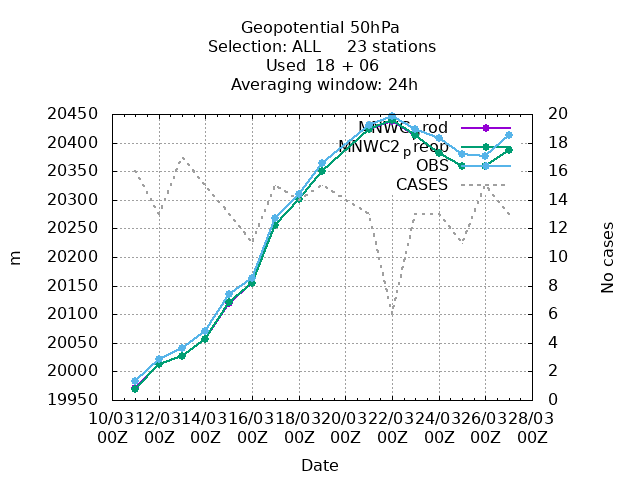 Geopotential 50hPa
Selection: ALL 23 stations
Used 18 + 06
Averaging window: 24h
20450
20400
20350
20300
20250
20200
20150
20100
20050
20000
19950
20
18
16
14
12
10
8
6
4
2
0
m
No cases
MNWC_prod
MNWC2_preop
OBS
CASES
10/03 12/03 14/03 16/03 18/03 20/03 22/03 24/03 26/03 28/03
00Z 00Z 00Z 00Z 00Z 00Z 00Z 00Z 00Z 00Z
Date